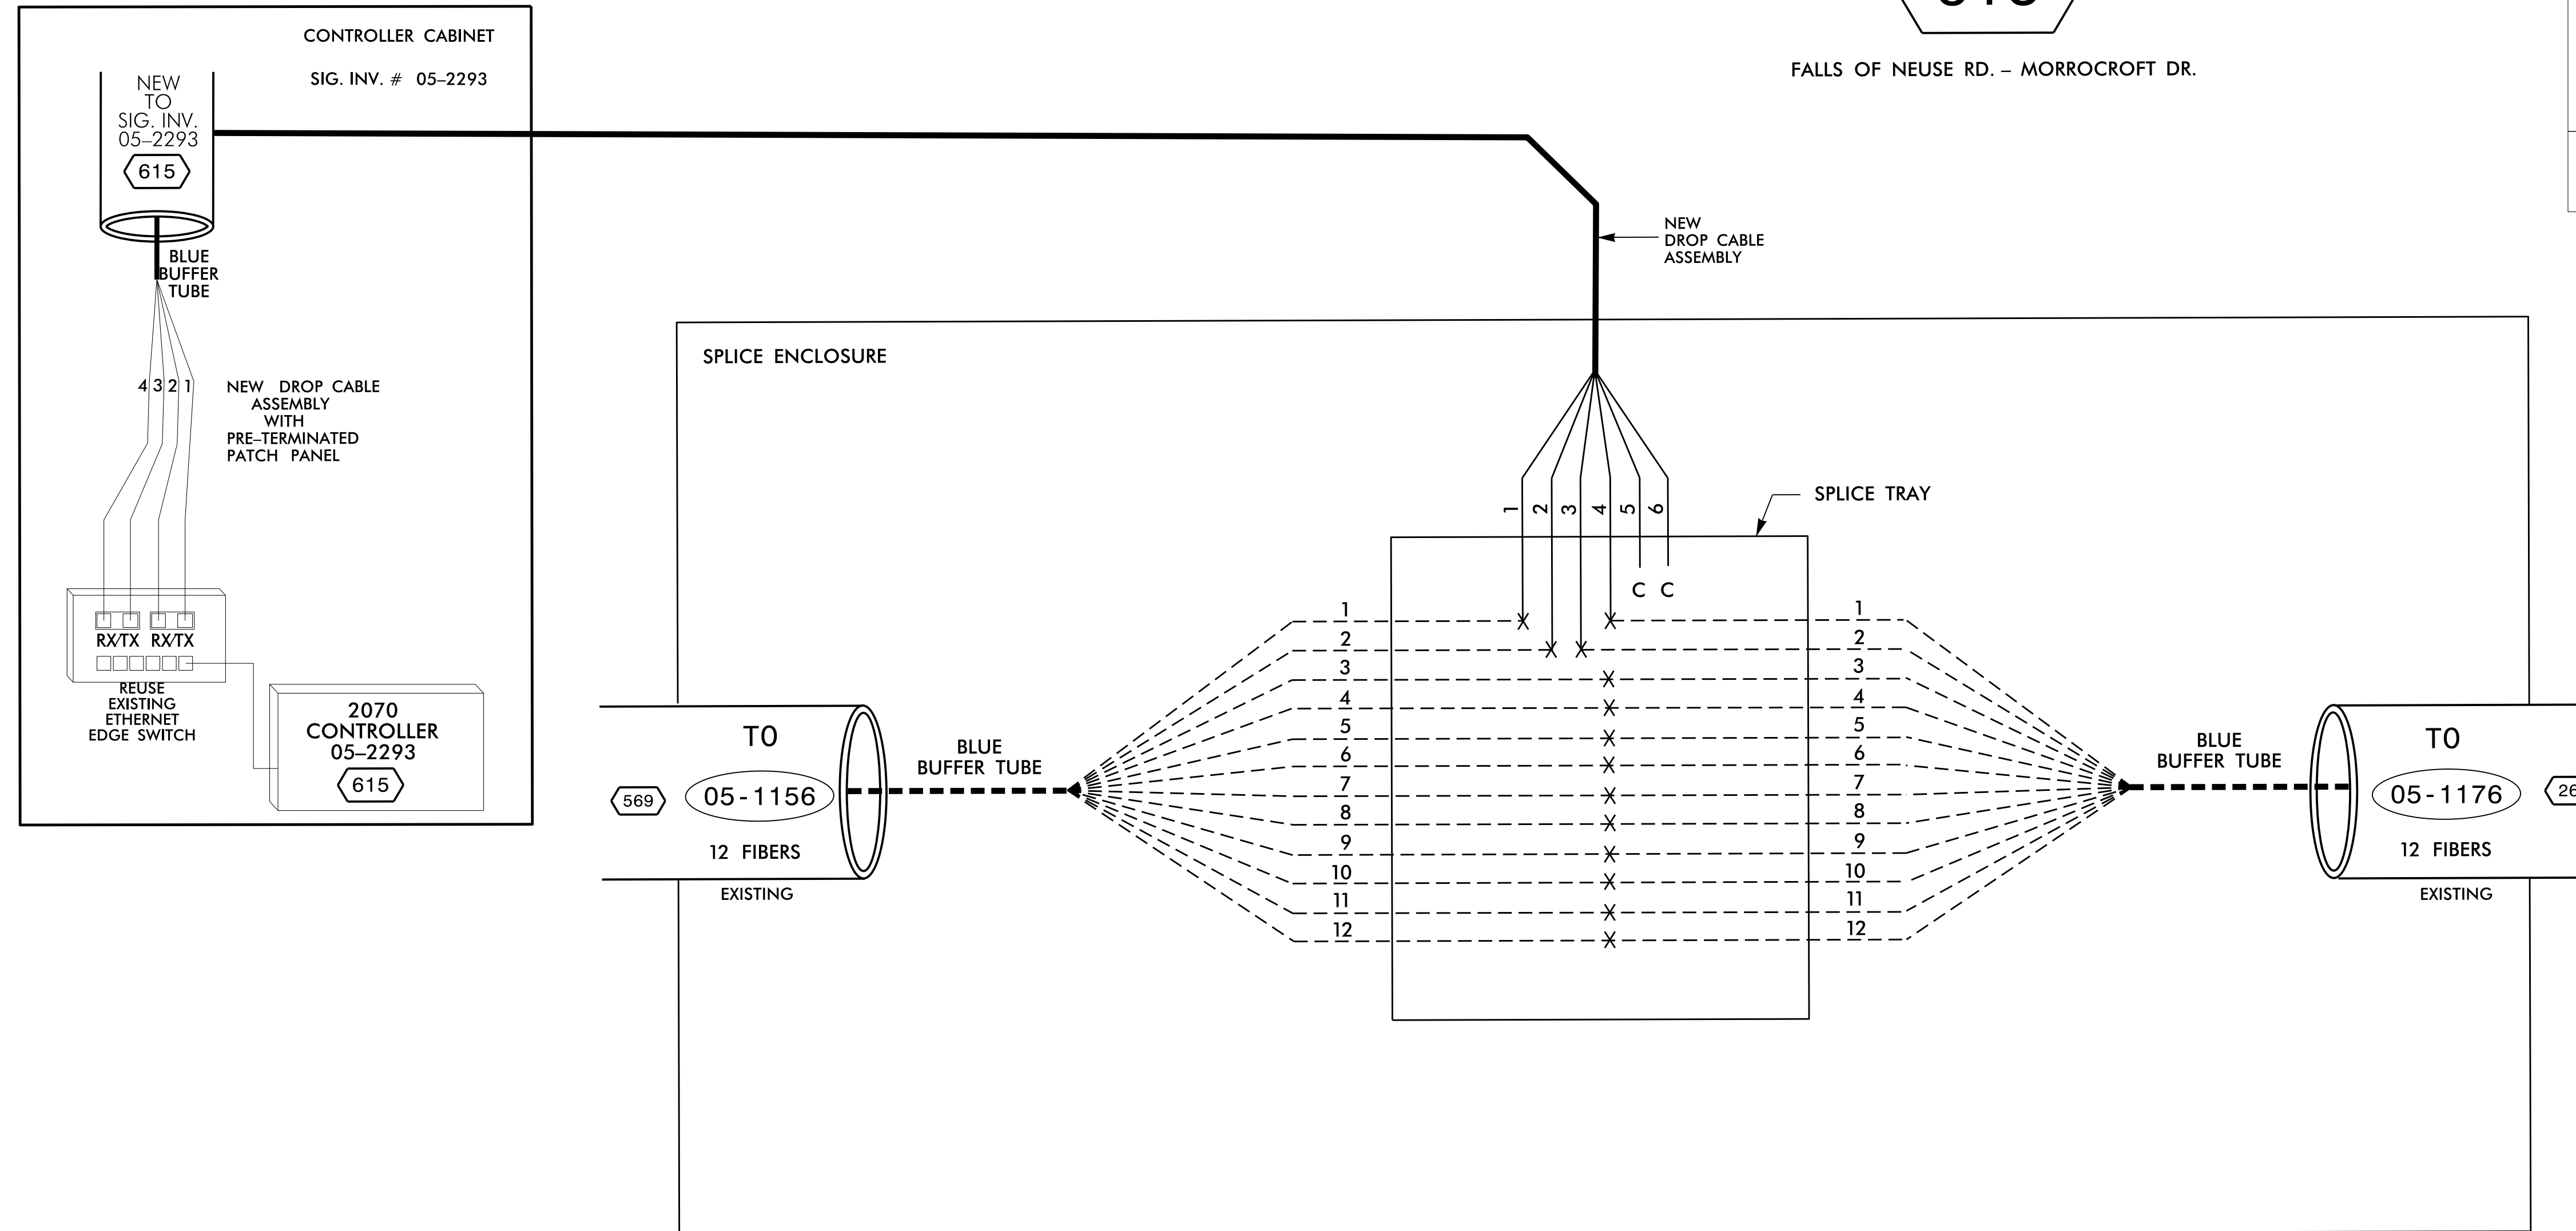 CONTROLLER CABINET
SIG. INV. # 05–2293
NEW
TO
SIG. INV.
05–2293
615
BLUE
BUFFER
TUBE
4 3 2 1
NEW DROP CABLE
ASSEMBLY
WITH
PRE–TERMINATED
PATCH PANEL
RX/TX RX/TX
REUSE
EXISTING
ETHERNET
EDGE SWITCH
2070
CONTROLLER
05–2293
615
FALLS OF NEUSE RD. – MORROCROFT DR.
NEW
DROP CABLE
ASSEMBLY
SPLICE ENCLOSURE
1 2 3 4 5 6
C C
SPLICE TRAY
569
TO
05-1156
12 FIBERS
EXISTING
BLUE
BUFFER TUBE
1
2
3
4
5
6
7
8
9
10
11
12
1
2
3
4
5
6
7
8
9
10
11
12
BLUE
BUFFER TUBE
TO
05-1176
12 FIBERS
EXISTING